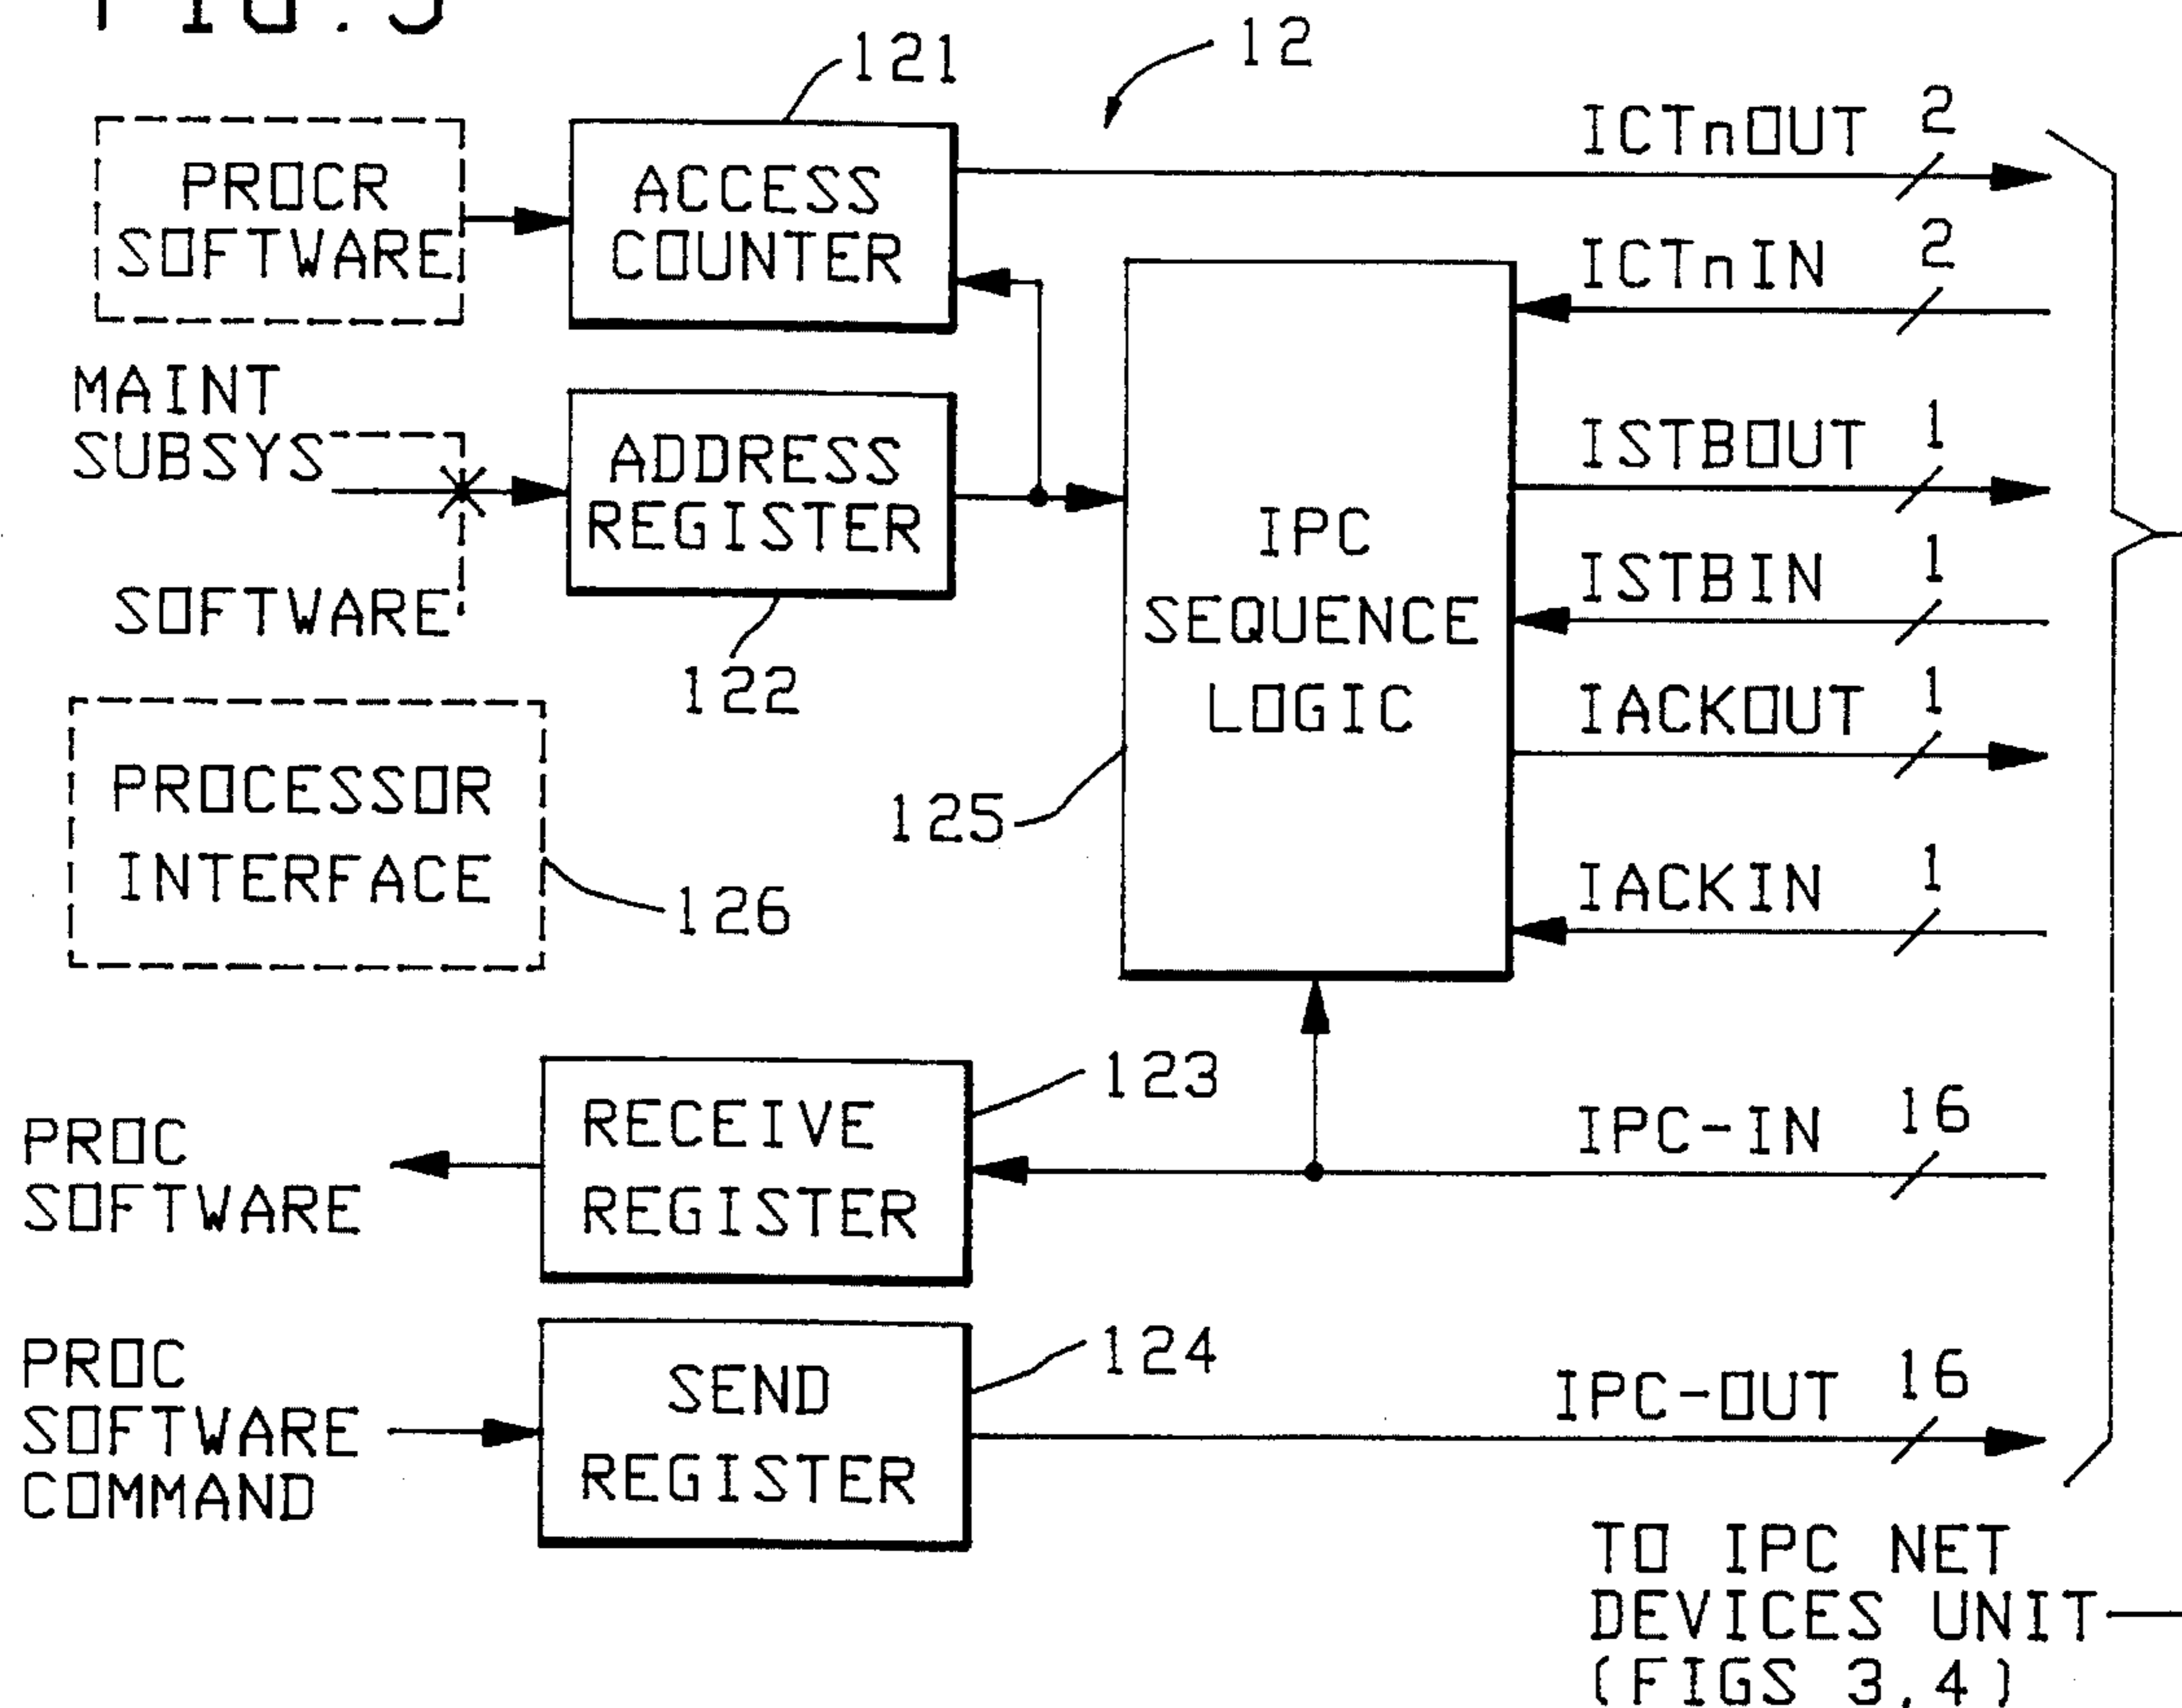 FIG.5
121
12
PROCR
SOFTWARE
ACCESS
COUNTER
ICTnOUT 2
ICTnIN 2
MAINT
SUBSYS
SOFTWARE
ADDRESS
REGISTER
122
IPC
SEQUENCE
LOGIC
125
ISTBOUT 1
ISTBIN 1
IACKOUT 1
IACKIN 1
PROCESSOR
INTERFACE
126
PROC
SOFTWARE
RECEIVE
REGISTER
123
IPC-IN 16
PROC
SOFTWARE
COMMAND
SEND
REGISTER
124
IPC-OUT 16
TO IPC NET
DEVICES UNIT
(FIGS 3,4)